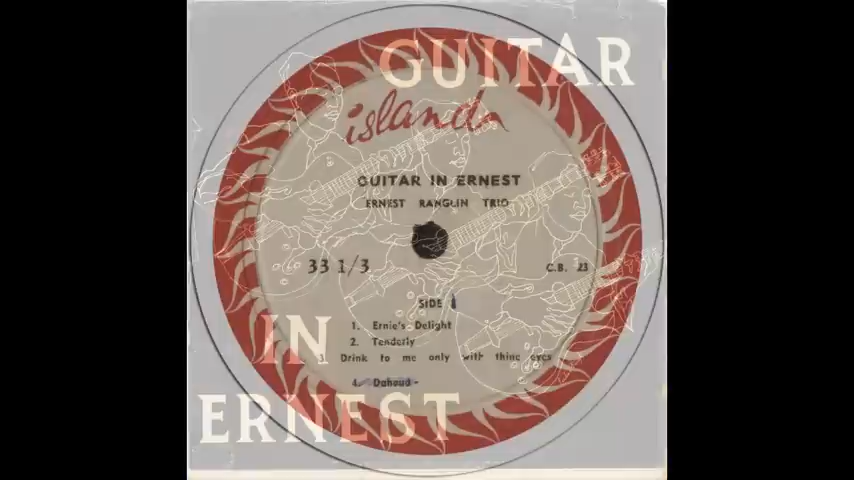 GUITAR
island
GUITAR IN ERNEST
ERNEST RANGLIN TRIO
33 1/3
C.B. 23
SIDE 1
1. Ernie's Delight
2. Tenderly
3 Drink to me only with thine eyes
4. Dahoud -
IN
ERNEST